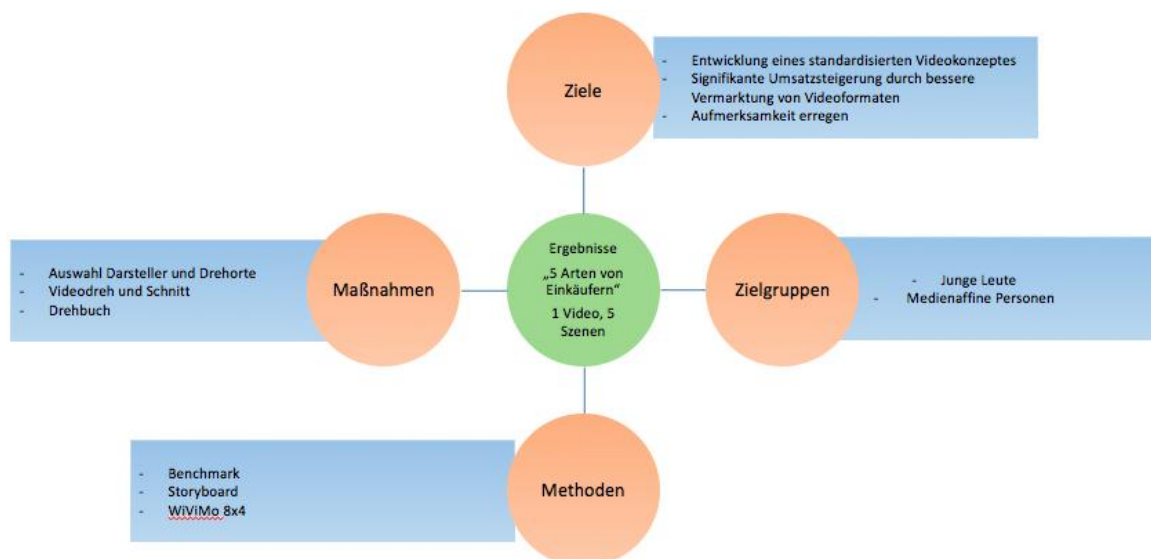 Ziele
- Entwicklung eines standardisierten Videokonzeptes
- Signifikante Umsatzsteigerung durch bessere
Vermarktung von Videoformaten
- Aufmerksamkeit erregen
- Auswahl Darsteller und Drehorte
- Videodreh und Schnitt
- Drehbuch
Maßnahmen
Ergebnisse
„5 Arten von
Einkäufern“
1 Video, 5
Szenen
Zielgruppen
- Junge Leute
- Medienaffine Personen
- Benchmark
- Storyboard
- WiViMo 8x4
Methoden